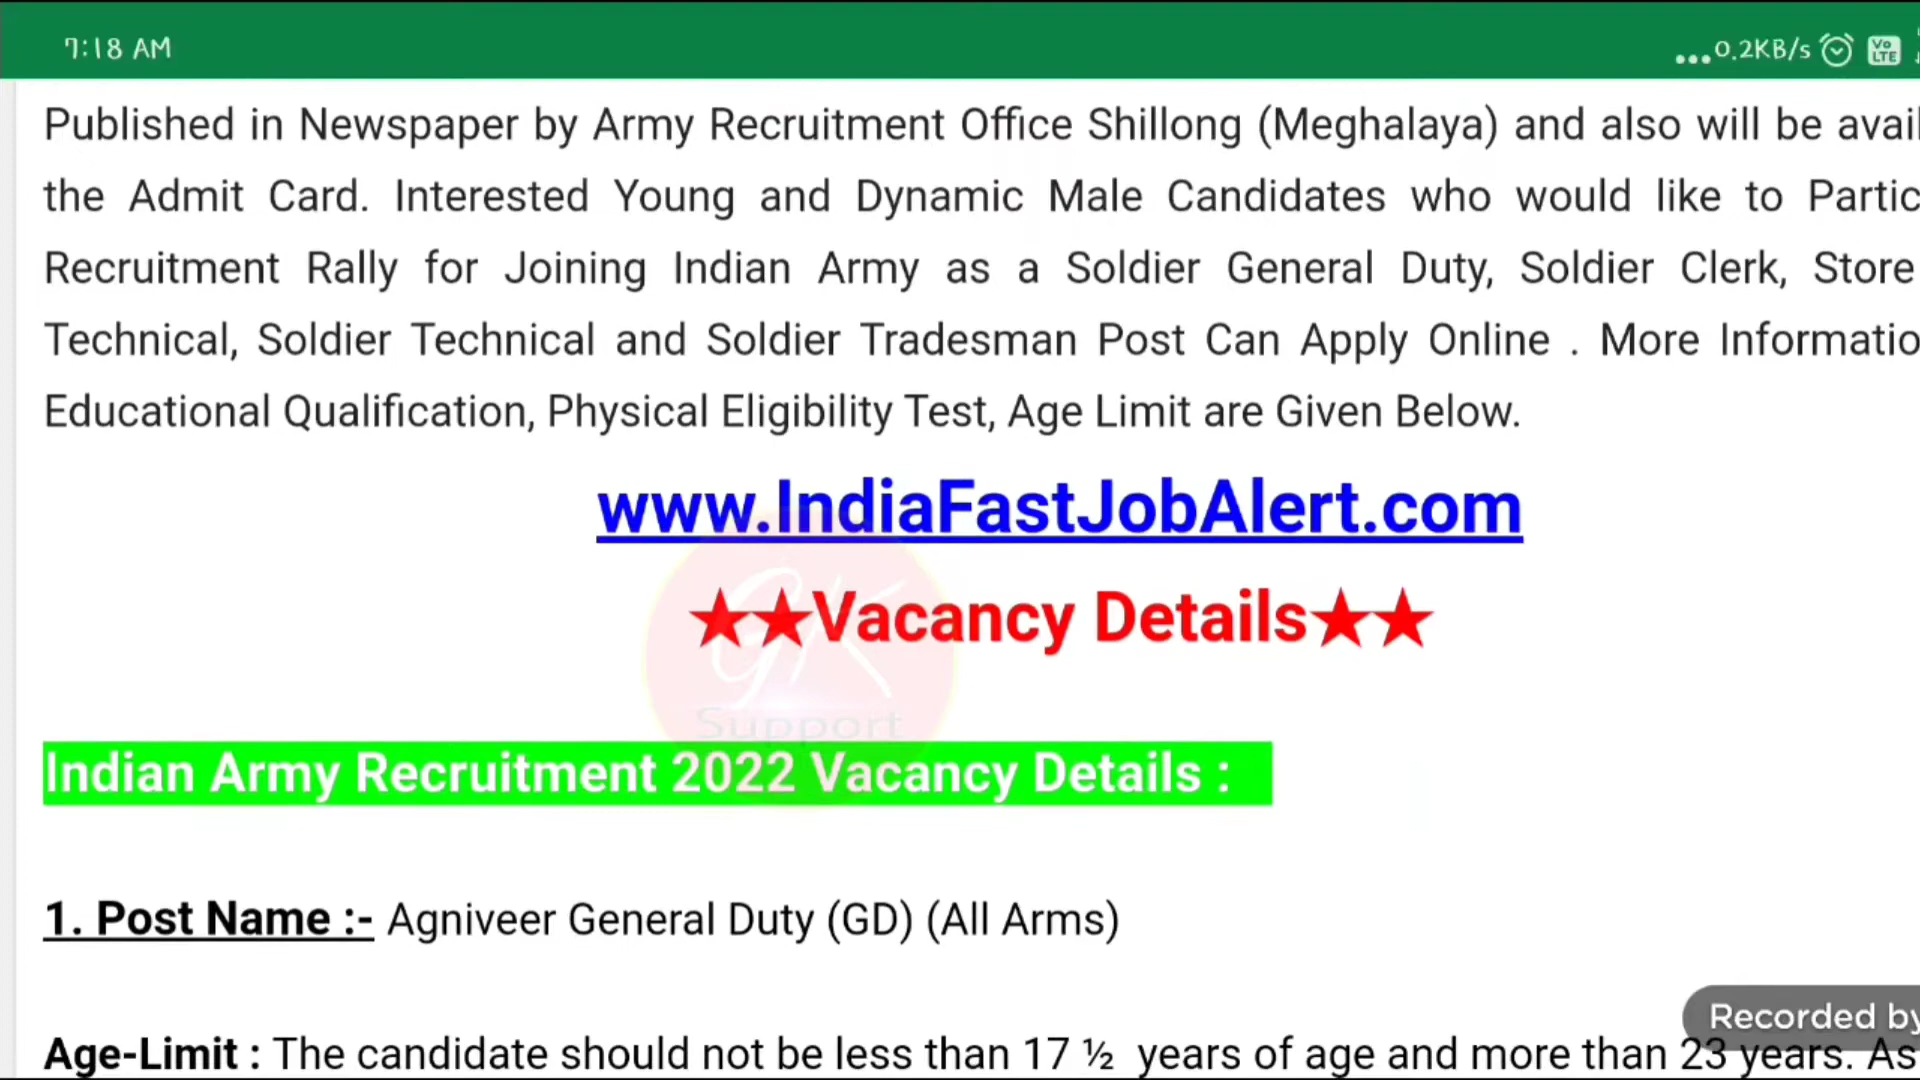 7:18 AM
...0.2KB/s Vo LTE
Published in Newspaper by Army Recruitment Office Shillong (Meghalaya) and also will be avail
the Admit Card. Interested Young and Dynamic Male Candidates who would like to Partic
Recruitment Rally for Joining Indian Army as a Soldier General Duty, Soldier Clerk, Store
Technical, Soldier Technical and Soldier Tradesman Post Can Apply Online . More Informatio
Educational Qualification, Physical Eligibility Test, Age Limit are Given Below.
www.IndiaFastJobAlert.com
★★Vacancy Details★★
GK
Support
Indian Army Recruitment 2022 Vacancy Details :
1. Post Name :- Agniveer General Duty (GD) (All Arms)
Recorded by
Age-Limit : The candidate should not be less than 17 ½ years of age and more than 23 years. As